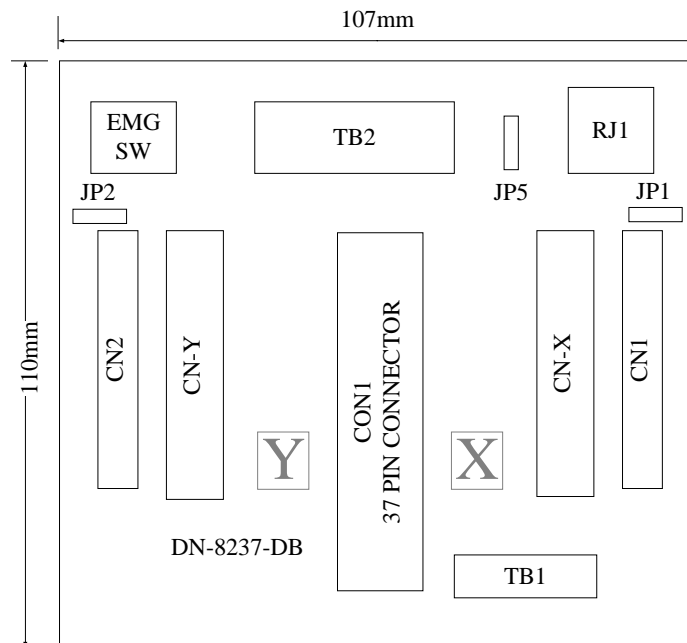 107mm
EMG
SW
TB2
RJ1
JP2
JP5
JP1
110mm
CN2
CN-Y
CON1
37 PIN CONNECTOR
CN-X
CN1
Y
X
DN-8237-DB
TB1